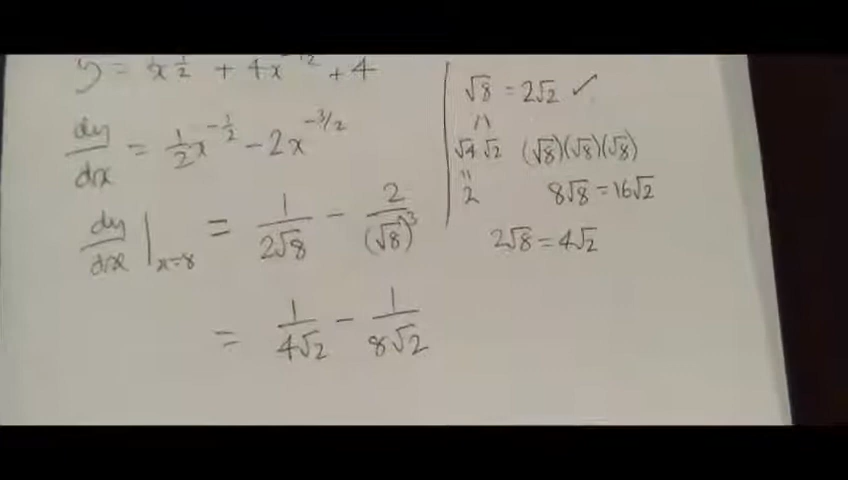 y = x^{1/2} + 4x^{-1/2} + 4
dy/dx = 1/2 x^{-1/2} - 2x^{-3/2}
dy/dx |_{x=8} = 1/(2√8) - 2/(√8)^3
= 1/(4√2) - 1/(8√2)
√8 = 2√2 ✓
=
√4 √2 (√8)(√8)(√8)
=
2 8√8 = 16√2
2√8 = 4√2